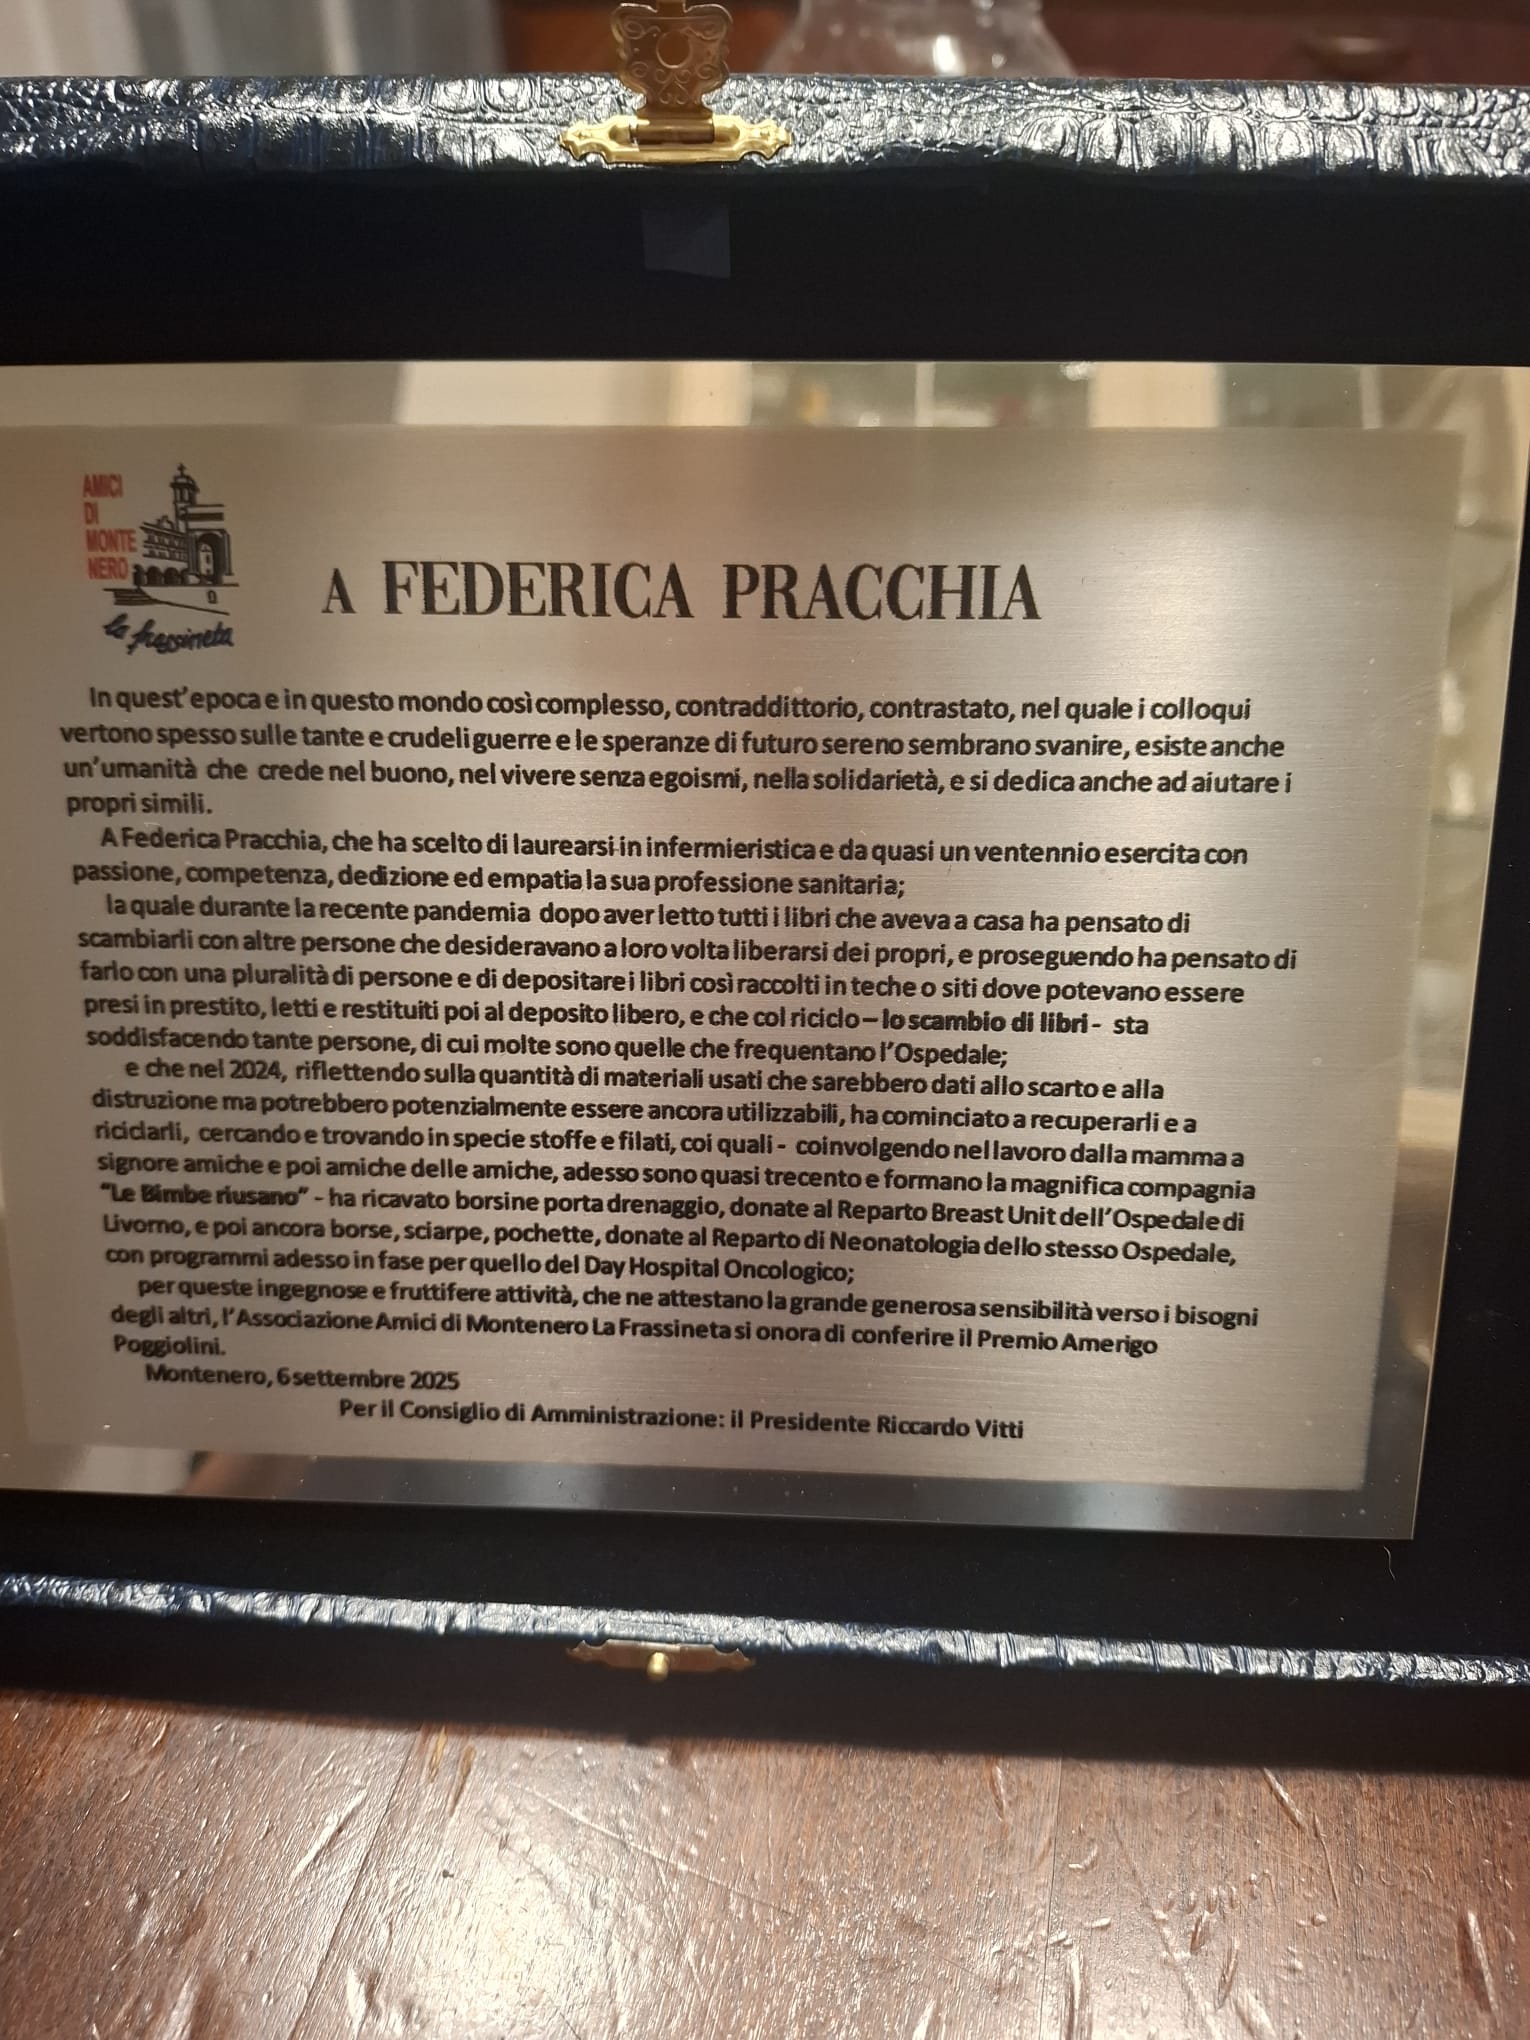 AMICI
DI
MONTE
NERO
la frassineta
A FEDERICA PRACCHIA
In quest'epoca e in questo mondo così complesso, contraddittorio, contrastato, nel quale i colloqui
vertono spesso sulle tante e crudeli guerre e le speranze di futuro sereno sembrano svanire, esiste anche
un'umanità che crede nel buono, nel vivere senza egoismi, nella solidarietà, e si dedica anche ad aiutare i
propri simili.
A Federica Pracchia, che ha scelto di laurearsi in infermieristica e da quasi un ventennio esercita con
passione, competenza, dedizione ed empatia la sua professione sanitaria;
la quale durante la recente pandemia dopo aver letto tutti i libri che aveva a casa ha pensato di
scambiarli con altre persone che desideravano a loro volta liberarsi dei propri, e proseguendo ha pensato di
farlo con una pluralità di persone e di depositare i libri così raccolti in teche o siti dove potevano essere
presi in prestito, letti e restituiti poi al deposito libero, e che col riciclo – lo scambio di libri - sta
soddisfacendo tante persone, di cui molte sono quelle che frequentano l'Ospedale;
e che nel 2024, riflettendo sulla quantità di materiali usati che sarebbero dati allo scarto e alla
distruzione ma potrebbero potenzialmente essere ancora utilizzabili, ha cominciato a recuperarli e a
riciclarli, cercando e trovando in specie stoffe e filati, coi quali - coinvolgendo nel lavoro dalla mamma a
signore amiche e poi amiche delle amiche, adesso sono quasi trecento e formano la magnifica compagnia
"Le Bimbe riusano" - ha ricavato borsine porta drenaggio, donate al Reparto Breast Unit dell'Ospedale di
Livorno, e poi ancora borse, sciarpe, pochette, donate al Reparto di Neonatologia dello stesso Ospedale,
con programmi adesso in fase per quello del Day Hospital Oncologico;
per queste ingegnose e fruttifere attività, che ne attestano la grande generosa sensibilità verso i bisogni
degli altri, l'Associazione Amici di Montenero La Frassineta si onora di conferire il Premio Amerigo
Poggiolini.
Montenero, 6 settembre 2025
Per il Consiglio di Amministrazione: il Presidente Riccardo Vitti